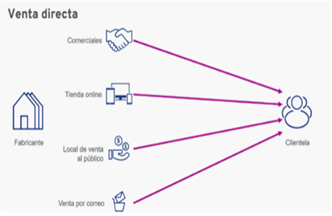 Venta directa
Comerciales
Tienda online
Fabricante
Local de venta
al público
Clientela
Venta por correo